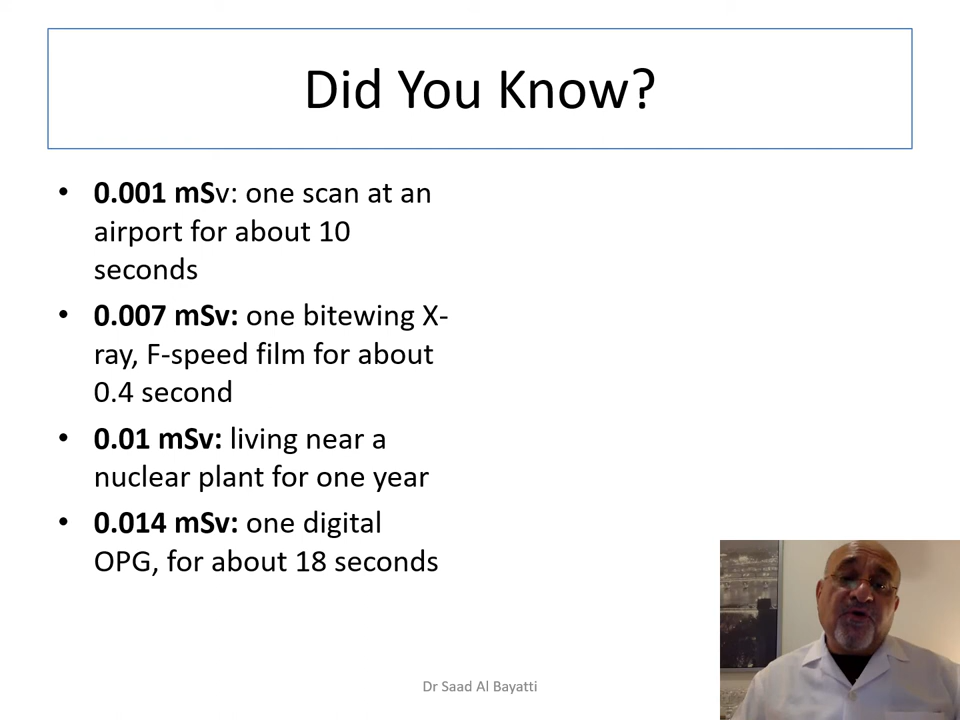 Did You Know?
• 0.001 mSv: one scan at an
airport for about 10
seconds
• 0.007 mSv: one bitewing X-
ray, F-speed film for about
0.4 second
• 0.01 mSv: living near a
nuclear plant for one year
• 0.014 mSv: one digital
OPG, for about 18 seconds
Dr Saad Al Bayatti